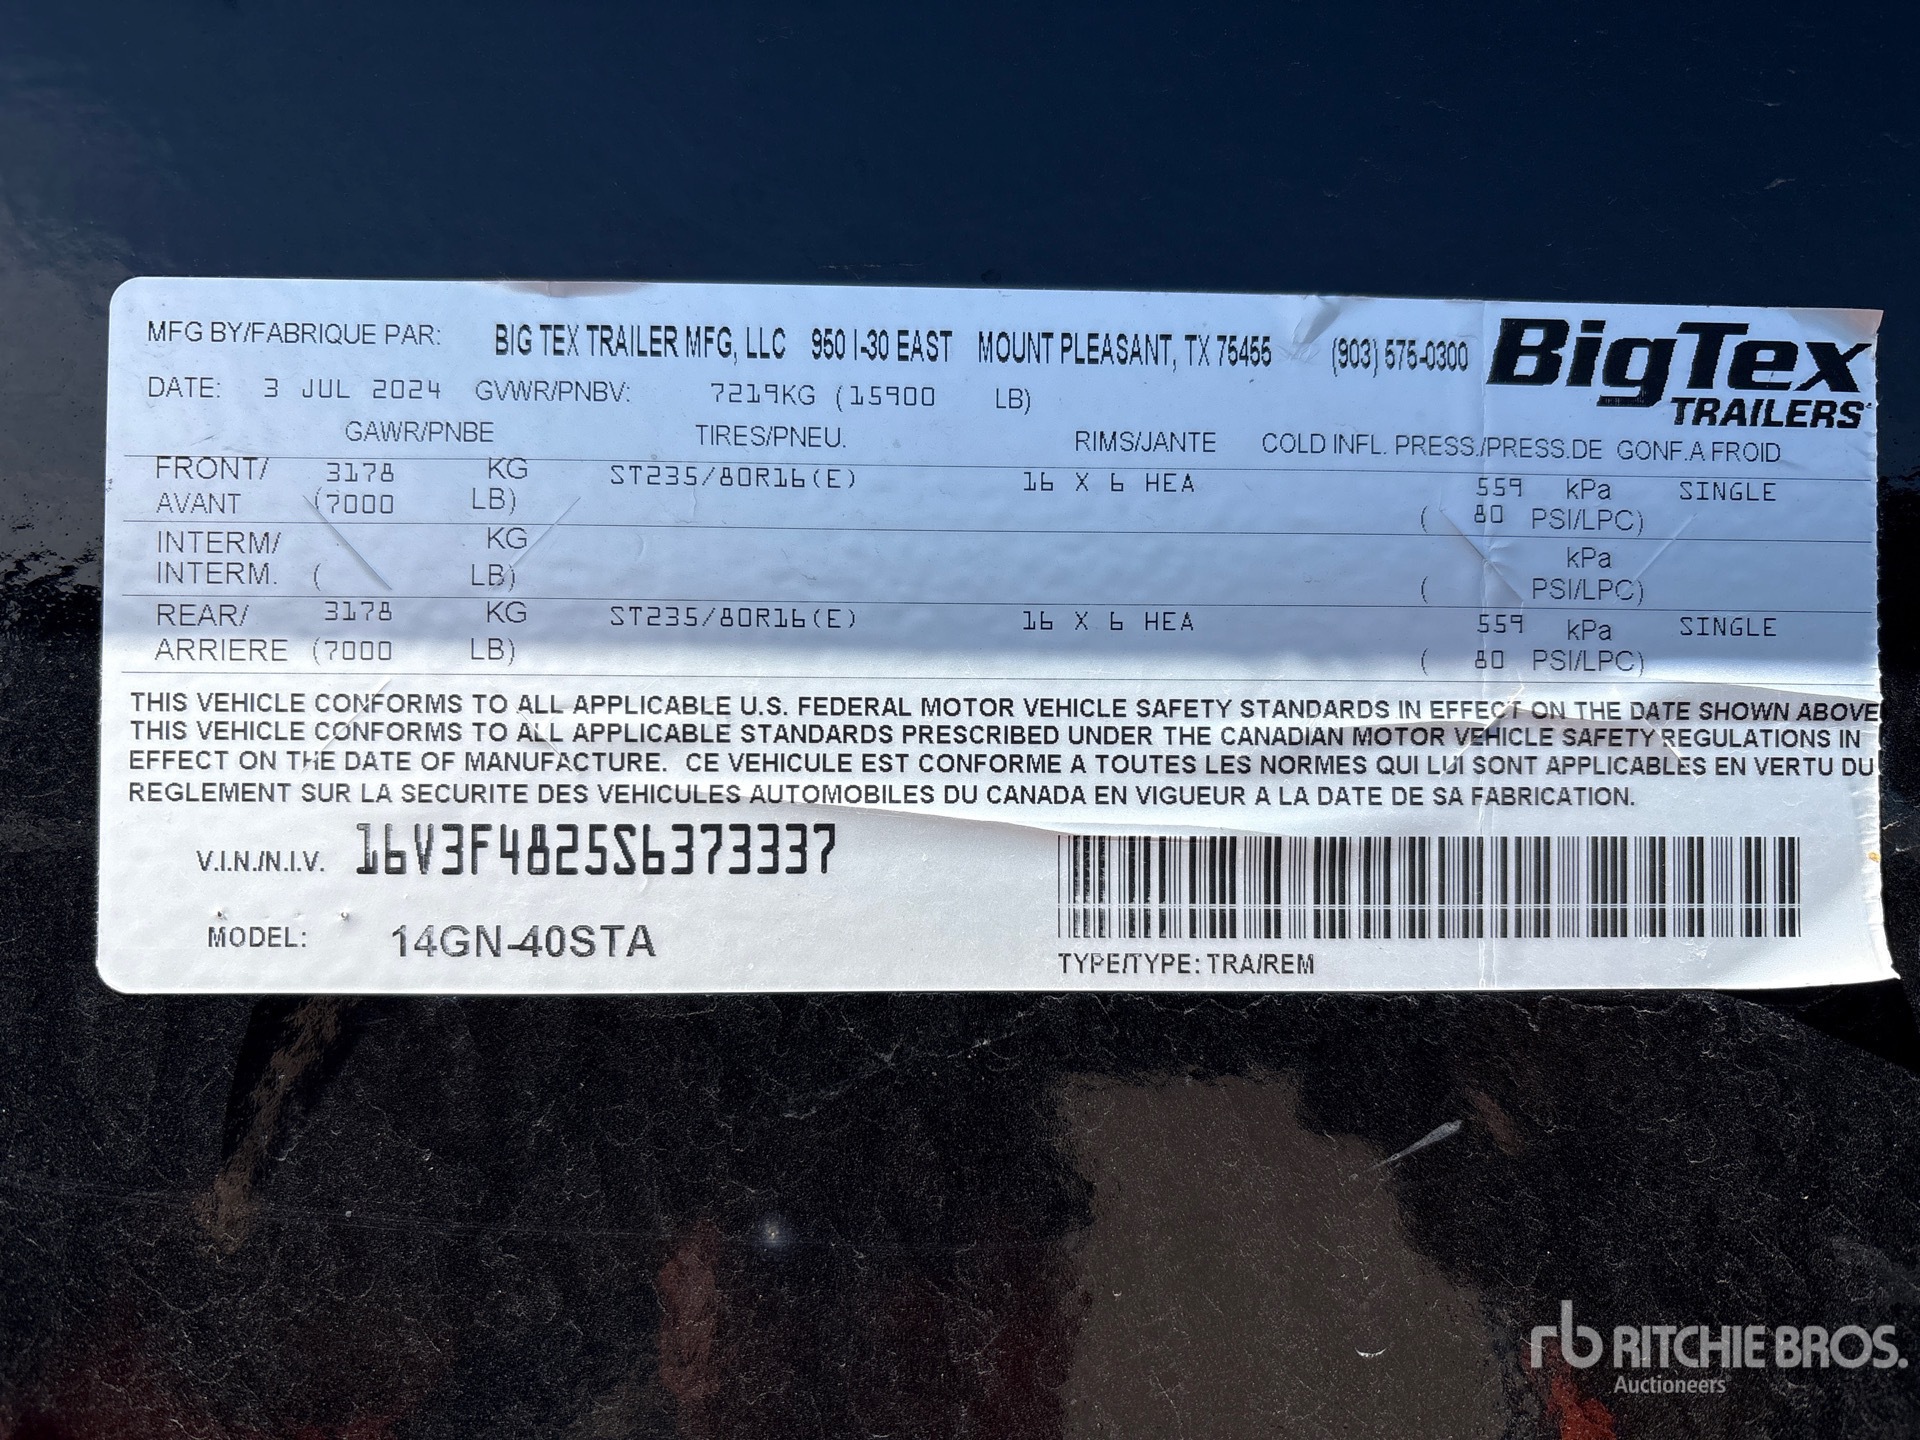 MFG BY/FABRIQUE PAR: BIG TEX TRAILER MFG, LLC 950 I-30 EAST MOUNT PLEASANT, TX 75455 (903) 575-0300 BigTex TRAILERS
DATE: 3 JUL 2024 GVWR/PNBV: 7219KG (15900 LB)
GAWR/PNBE TIRES/PNEU. RIMS/JANTE COLD INFL. PRESS./PRESS.DE GONF.A FROID
FRONT/ 3178 KG ST235/80R16(E) 16 X 6 HEA 559 kPa SINGLE
AVANT (7000 LB) ( 80 PSI/LPC)
INTERM/ KG kPa
INTERM. ( LB) ( PSI/LPC)
REAR/ 3178 KG ST235/80R16(E) 16 X 6 HEA 559 kPa SINGLE
ARRIERE (7000 LB) ( 80 PSI/LPC)
THIS VEHICLE CONFORMS TO ALL APPLICABLE U.S. FEDERAL MOTOR VEHICLE SAFETY STANDARDS IN EFFECT ON THE DATE SHOWN ABOVE
THIS VEHICLE CONFORMS TO ALL APPLICABLE STANDARDS PRESCRIBED UNDER THE CANADIAN MOTOR VEHICLE SAFETY REGULATIONS IN
EFFECT ON THE DATE OF MANUFACTURE. CE VEHICULE EST CONFORME A TOUTES LES NORMES QUI LUI SONT APPLICABLES EN VERTU DU
REGLEMENT SUR LA SECURITE DES VEHICULES AUTOMOBILES DU CANADA EN VIGUEUR A LA DATE DE SA FABRICATION.
V.I.N./N.I.V. 16V3F4825S6373337
MODEL: 14GN-40STA
TYPE/TYPE: TRA/REM
rb RITCHIE BROS.
Auctioneers